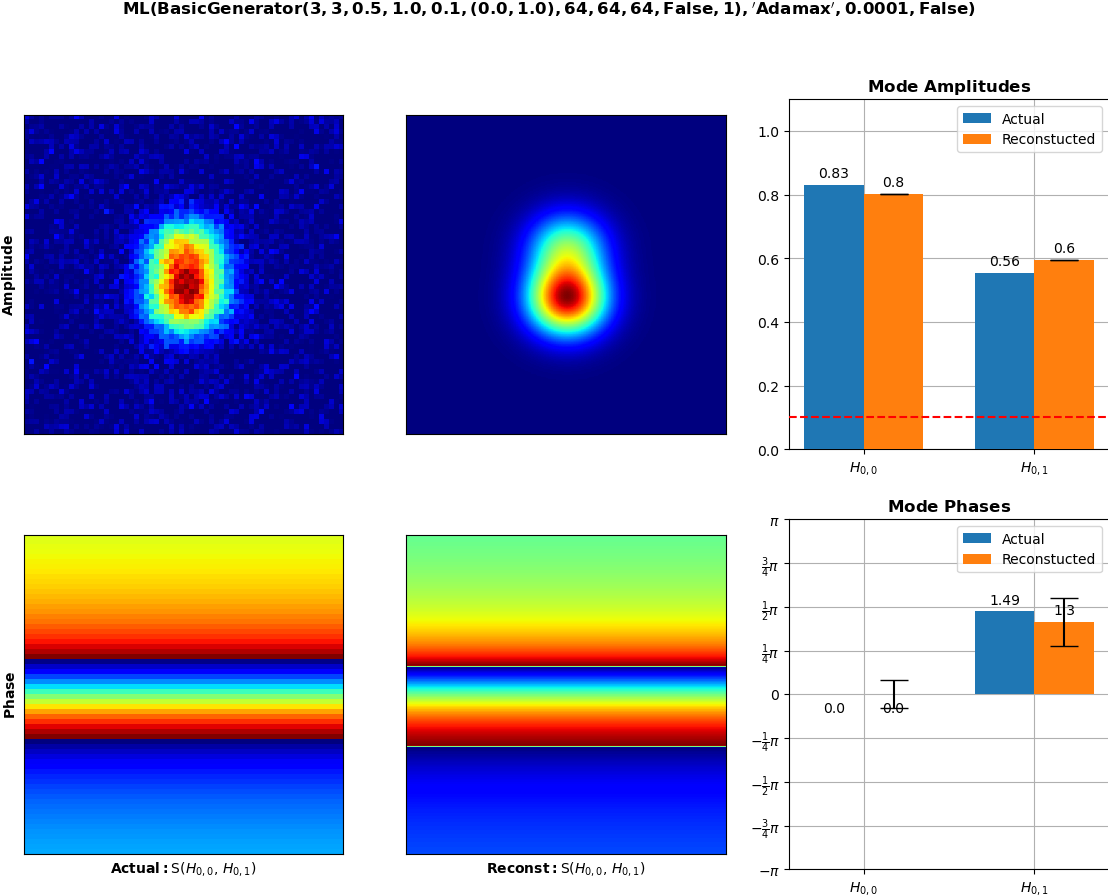 ML(BasicGenerator(3, 3, 0.5, 1.0, 0.1, (0.0, 1.0), 64, 64, 64, False, 1), ′Adamax′, 0.0001, False)
Amplitude
Mode Amplitudes
Actual
Reconstucted
1.0
0.8
0.6
0.4
0.2
0.0
0.83
0.8
0.56
0.6
H0, 0
H0, 1
Phase
Actual: S(H0, 0, H0, 1)
Reconst: S(H0, 0, H0, 1)
Mode Phases
Actual
Reconstucted
π
3/4π
1/2π
1/4π
0
−1/4π
−1/2π
−3/4π
−π
0.0
0.0
1.49
1.3
H0, 0
H0, 1